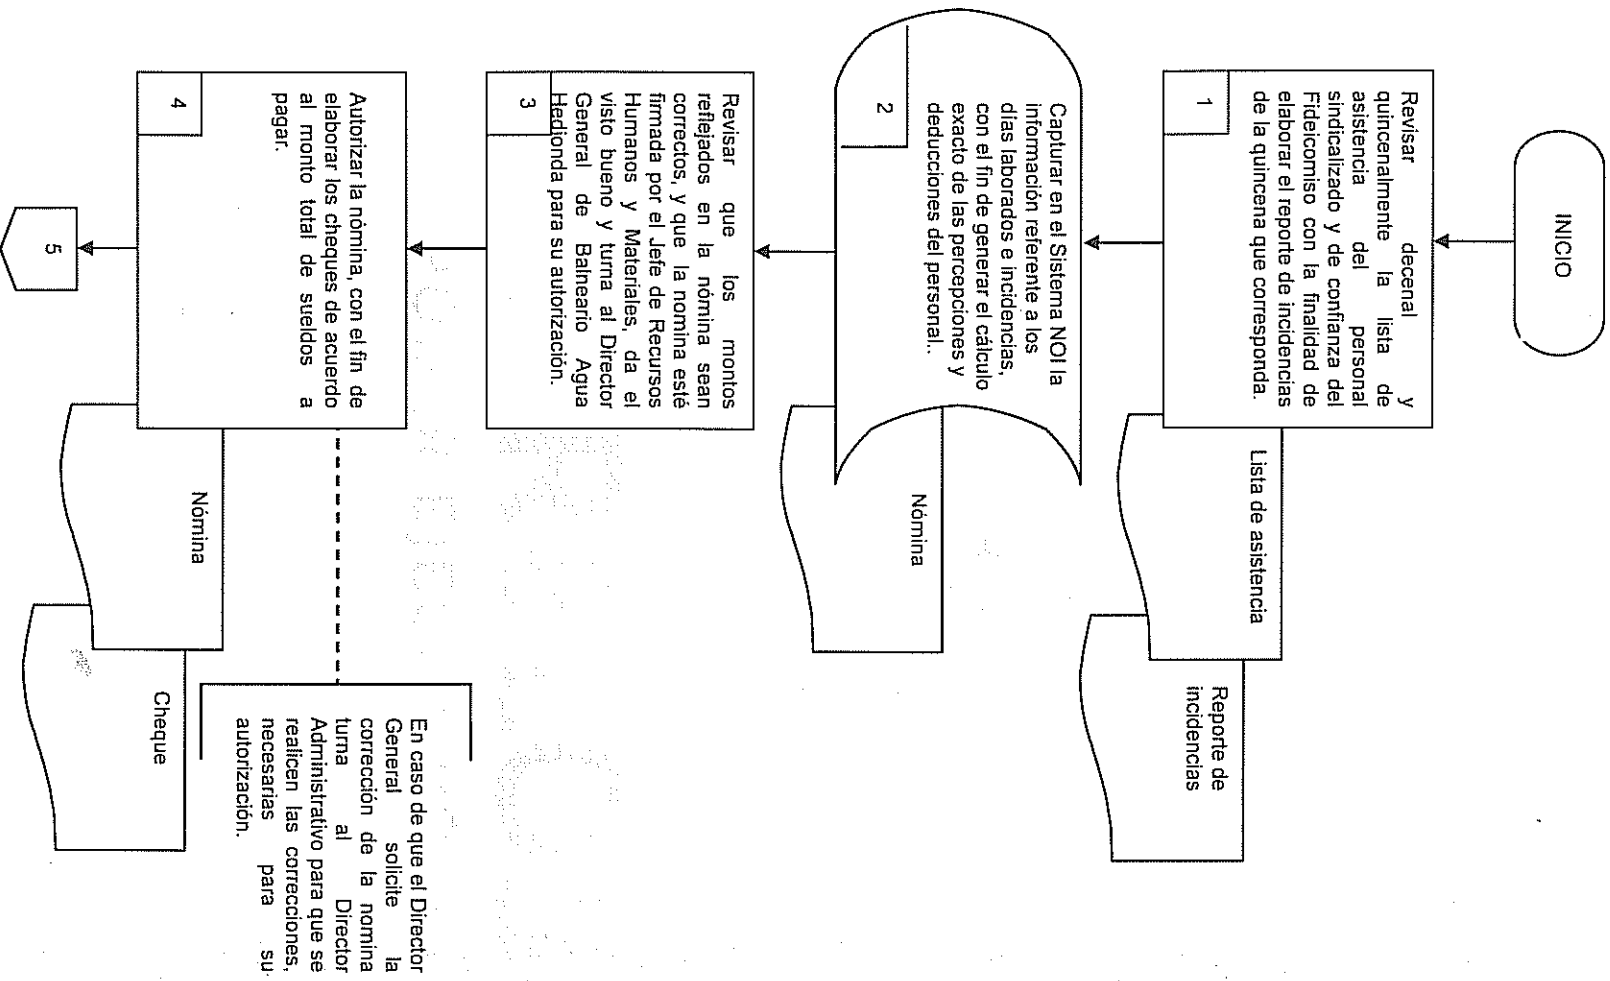 INICIO
Revisar decenal y
quincenalmente la lista de
asistencia del personal
sindicalizado y de confianza del
Fideicomiso con la finalidad de
elaborar el reporte de incidencias
de la quincena que corresponda.
1
Lista de asistencia
Reporte de
incidencias
Capturar en el Sistema NOI la
información referente a los
días laborados e incidencias,
con el fin de generar el cálculo
exacto de las percepciones y
deducciones del personal..
2
Nómina
Revisar que los montos
reflejados en la nómina sean
correctos, y que la nomina esté
firmada por el Jefe de Recursos
Humanos y Materiales, da el
visto bueno y turna al Director
General de Balneario Agua
Hedionda para su autorización.
3
Autorizar la nómina, con el fin de
elaborar los cheques de acuerdo
al monto total de sueldos a
pagar.
4
Nómina
Cheque
En caso de que el Director
General solicite la
corrección de la nomina
turna al Director
Administrativo para que se
realicen las correcciones,
necesarias para su
autorización.
5